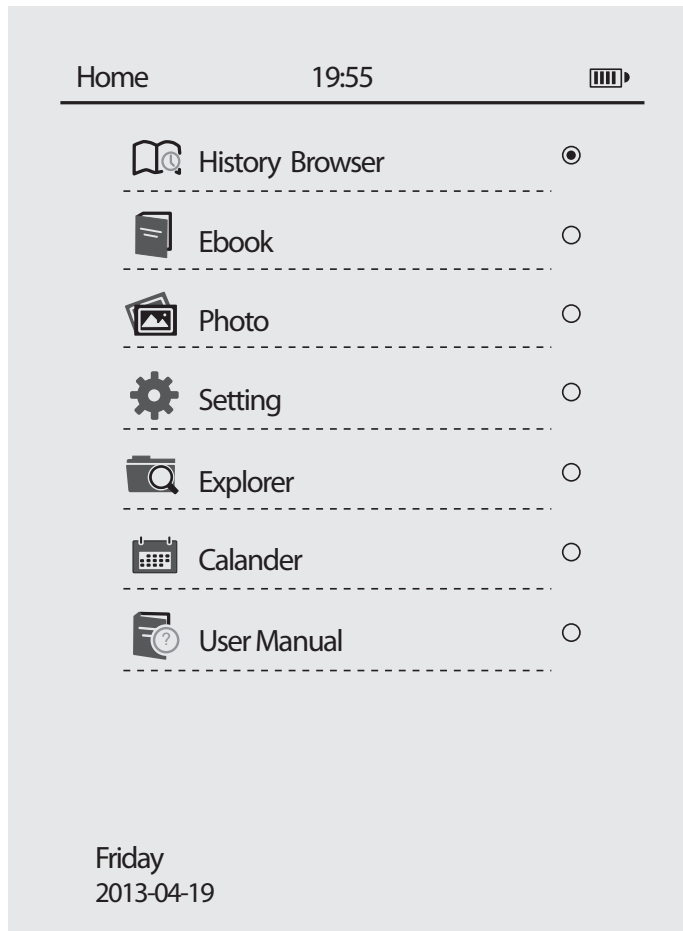 Home 19:55
History Browser
Ebook
Photo
Setting
Explorer
Calander
?
User Manual
Friday
2013-04-19